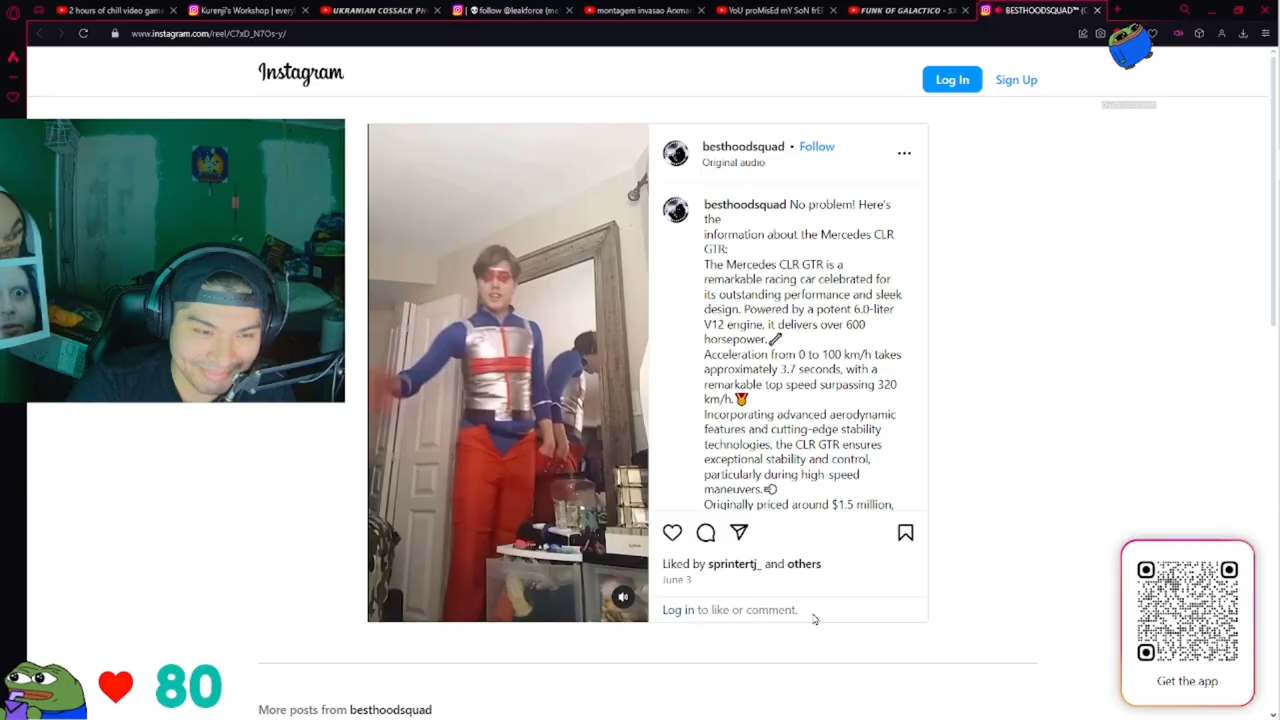 2 hours of chill video game
Kurenji's Workshop | every
UKRANIAN COSSACK PH
follow @leakforce (me
montagem invasao Arxmar
YoU proMisEd mY SoN frEE
FUNK OF GALACTICO - SX
BESTHOODSQUAD™ (C
www.instagram.com/reel/C7xD_N7Os-y/
Instagram
Log In
Sign Up
besthoodsquad • Follow
Original audio
besthoodsquad No problem! Here's
the
information about the Mercedes CLR
GTR:
The Mercedes CLR GTR is a
remarkable racing car celebrated for
its outstanding performance and sleek
design. Powered by a potent 6.0-liter
V12 engine, it delivers over 600
horsepower.🦯
Acceleration from 0 to 100 km/h takes
approximately 3.7 seconds, with a
remarkable top speed surpassing 320
km/h.🏅
Incorporating advanced aerodynamic
features and cutting-edge stability
technologies, the CLR GTR ensures
exceptional stability and control,
particularly during high-speed
maneuvers.💨
Originally priced around $1.5 million,
Liked by sprintertj_ and others
June 3
Log in to like or comment.
80
Get the app
More posts from besthoodsquad